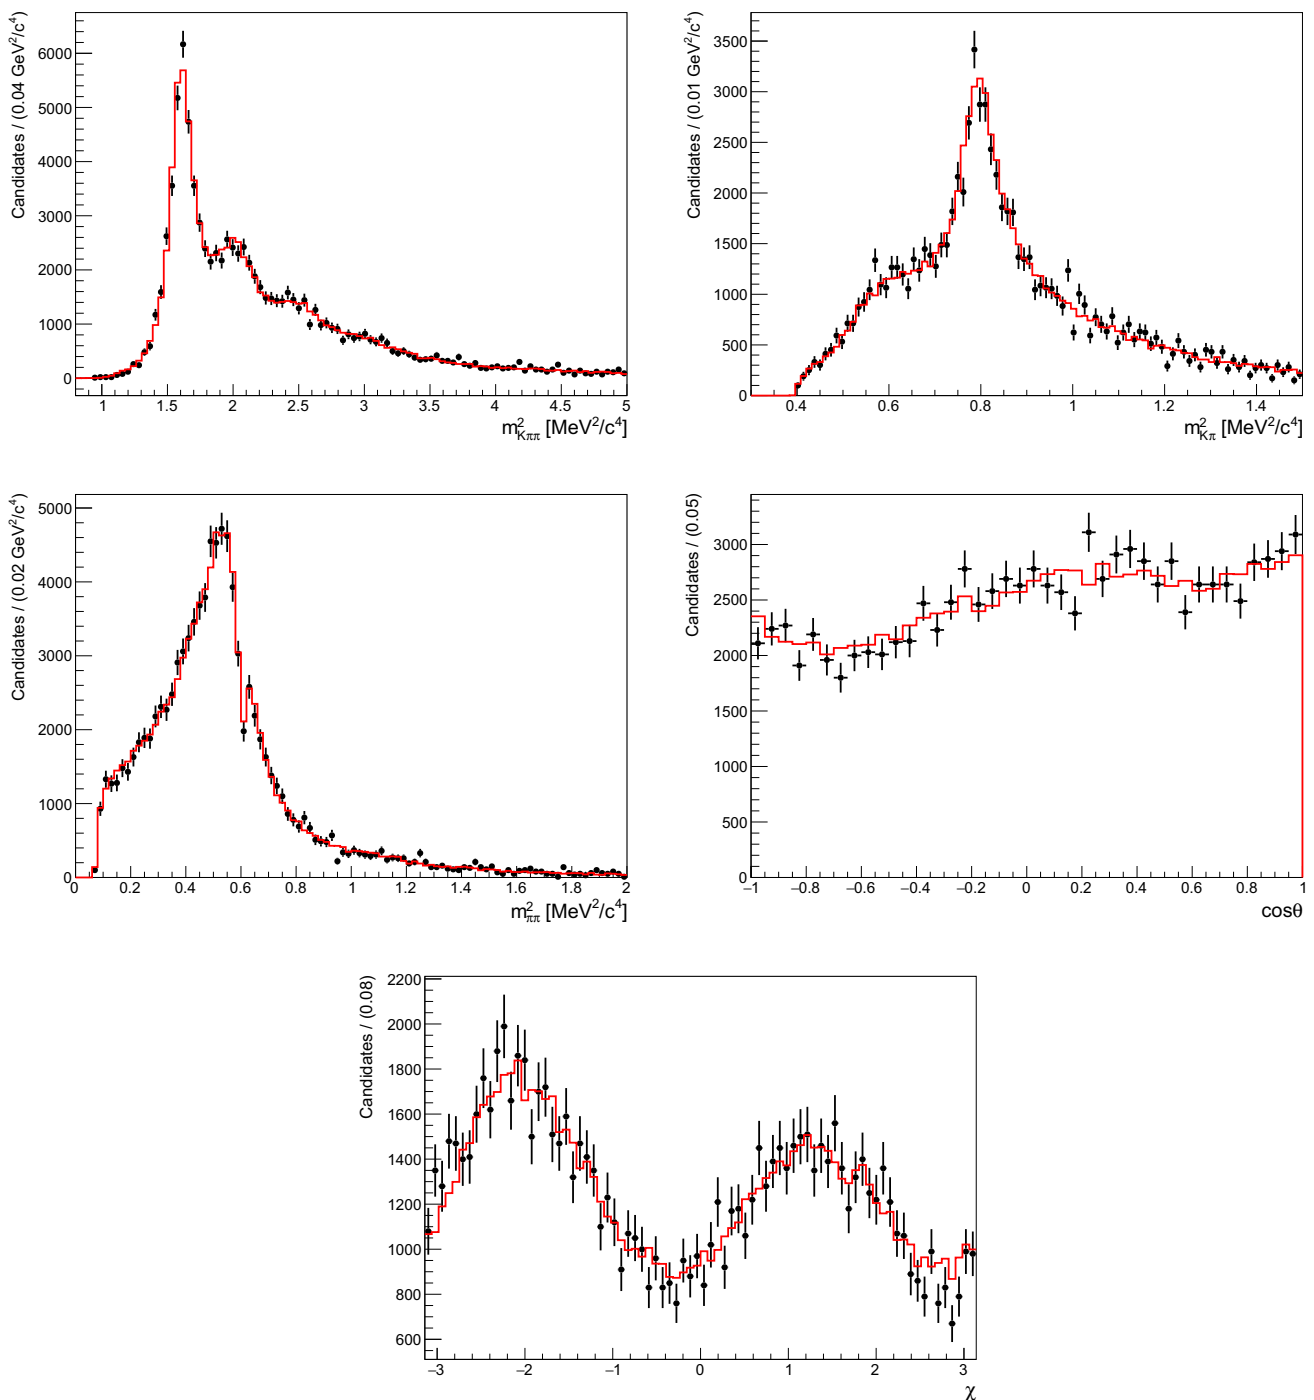 Candidates / (0.04 GeV²/c⁴)
6000
5000
4000
3000
2000
1000
0
1 1.5 2 2.5 3 3.5 4 4.5 5
m²Kππ [MeV²/c⁴]
Candidates / (0.01 GeV²/c⁴)
3500
3000
2500
2000
1500
1000
500
0
0.4 0.6 0.8 1 1.2 1.4
m²Kπ [MeV²/c⁴]
Candidates / (0.02 GeV²/c⁴)
5000
4000
3000
2000
1000
0
0 0.2 0.4 0.6 0.8 1 1.2 1.4 1.6 1.8 2
m²ππ [MeV²/c⁴]
Candidates / (0.05)
3000
2500
2000
1500
1000
500
0
−1 −0.8 −0.6 −0.4 −0.2 0 0.2 0.4 0.6 0.8 1
cosθ
Candidates / (0.08)
2200
2000
1800
1600
1400
1200
1000
800
600
−3 −2 −1 0 1 2 3
χ